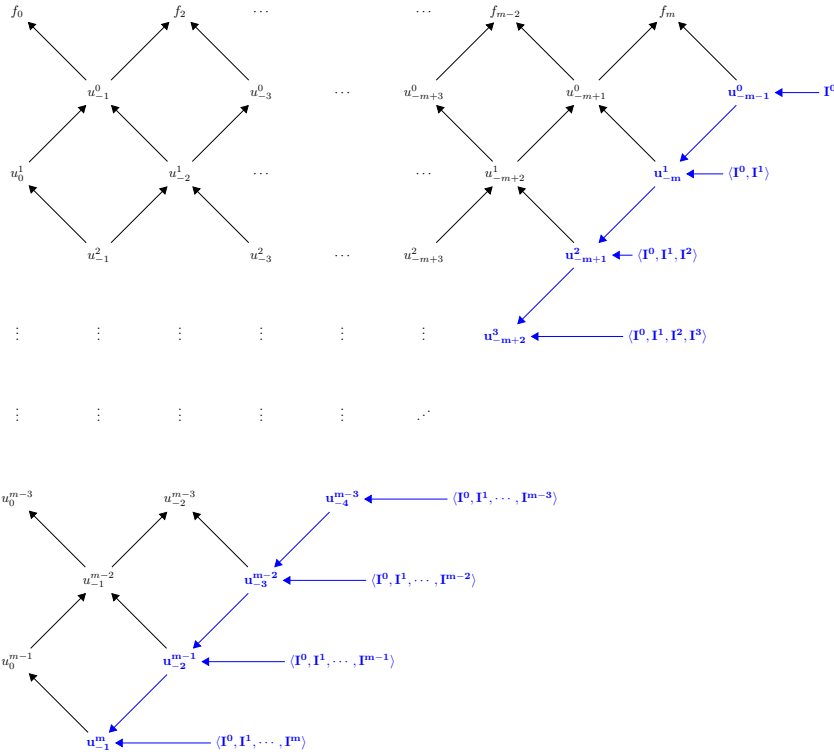 f_0 f_2 ⋯ ⋯ f_{m−2} f_m
u^0_{−1} u^0_{−3} ⋯ u^0_{−m+3} u^0_{−m+1} u^0_{−m−1} I^0
u^1_0 u^1_{−2} ⋯ ⋯ u^1_{−m+2} u^1_{−m} ⟨I^0, I^1⟩
u^2_{−1} u^2_{−3} ⋯ u^2_{−m+3} u^2_{−m+1} ⟨I^0, I^1, I^2⟩
⋮ ⋮ ⋮ ⋮ ⋮ ⋮ u^3_{−m+2} ⟨I^0, I^1, I^2, I^3⟩
⋮ ⋮ ⋮ ⋮ ⋮ ⋰
u^{m−3}_0 u^{m−3}_{−2} u^{m−3}_{−4} ⟨I^0, I^1, ⋯ , I^{m−3}⟩
u^{m−2}_{−1} u^{m−2}_{−3} ⟨I^0, I^1, ⋯ , I^{m−2}⟩
u^{m−1}_0 u^{m−1}_{−2} ⟨I^0, I^1, ⋯ , I^{m−1}⟩
u^m_{−1} ⟨I^0, I^1, ⋯ , I^m⟩